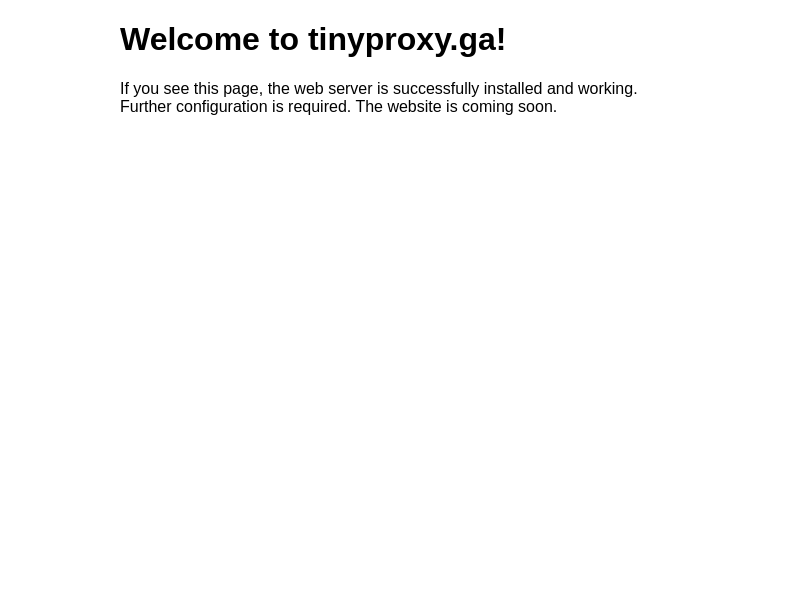 Welcome to tinyproxy.ga!
If you see this page, the web server is successfully installed and working.
Further configuration is required. The website is coming soon.